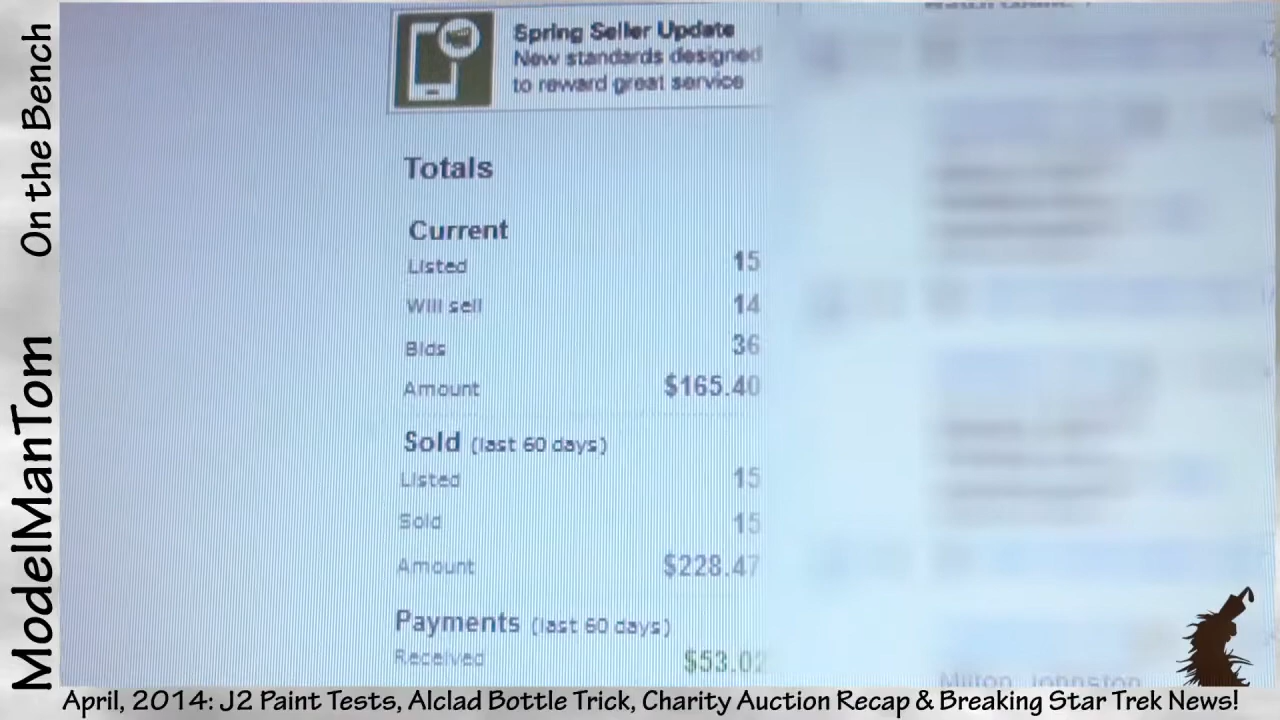 On the Bench
ModelManTom
Spring Seller Update
New standards designed
to reward great service
Totals
Current
Listed 15
Will sell 14
Bids 36
Amount $165.40
Sold (last 60 days)
Listed 15
Sold 15
Amount $228.47
Payments (last 60 days)
Received $53.02
April, 2014: J2 Paint Tests, Alclad Bottle Trick, Charity Auction Recap & Breaking Star Trek News!